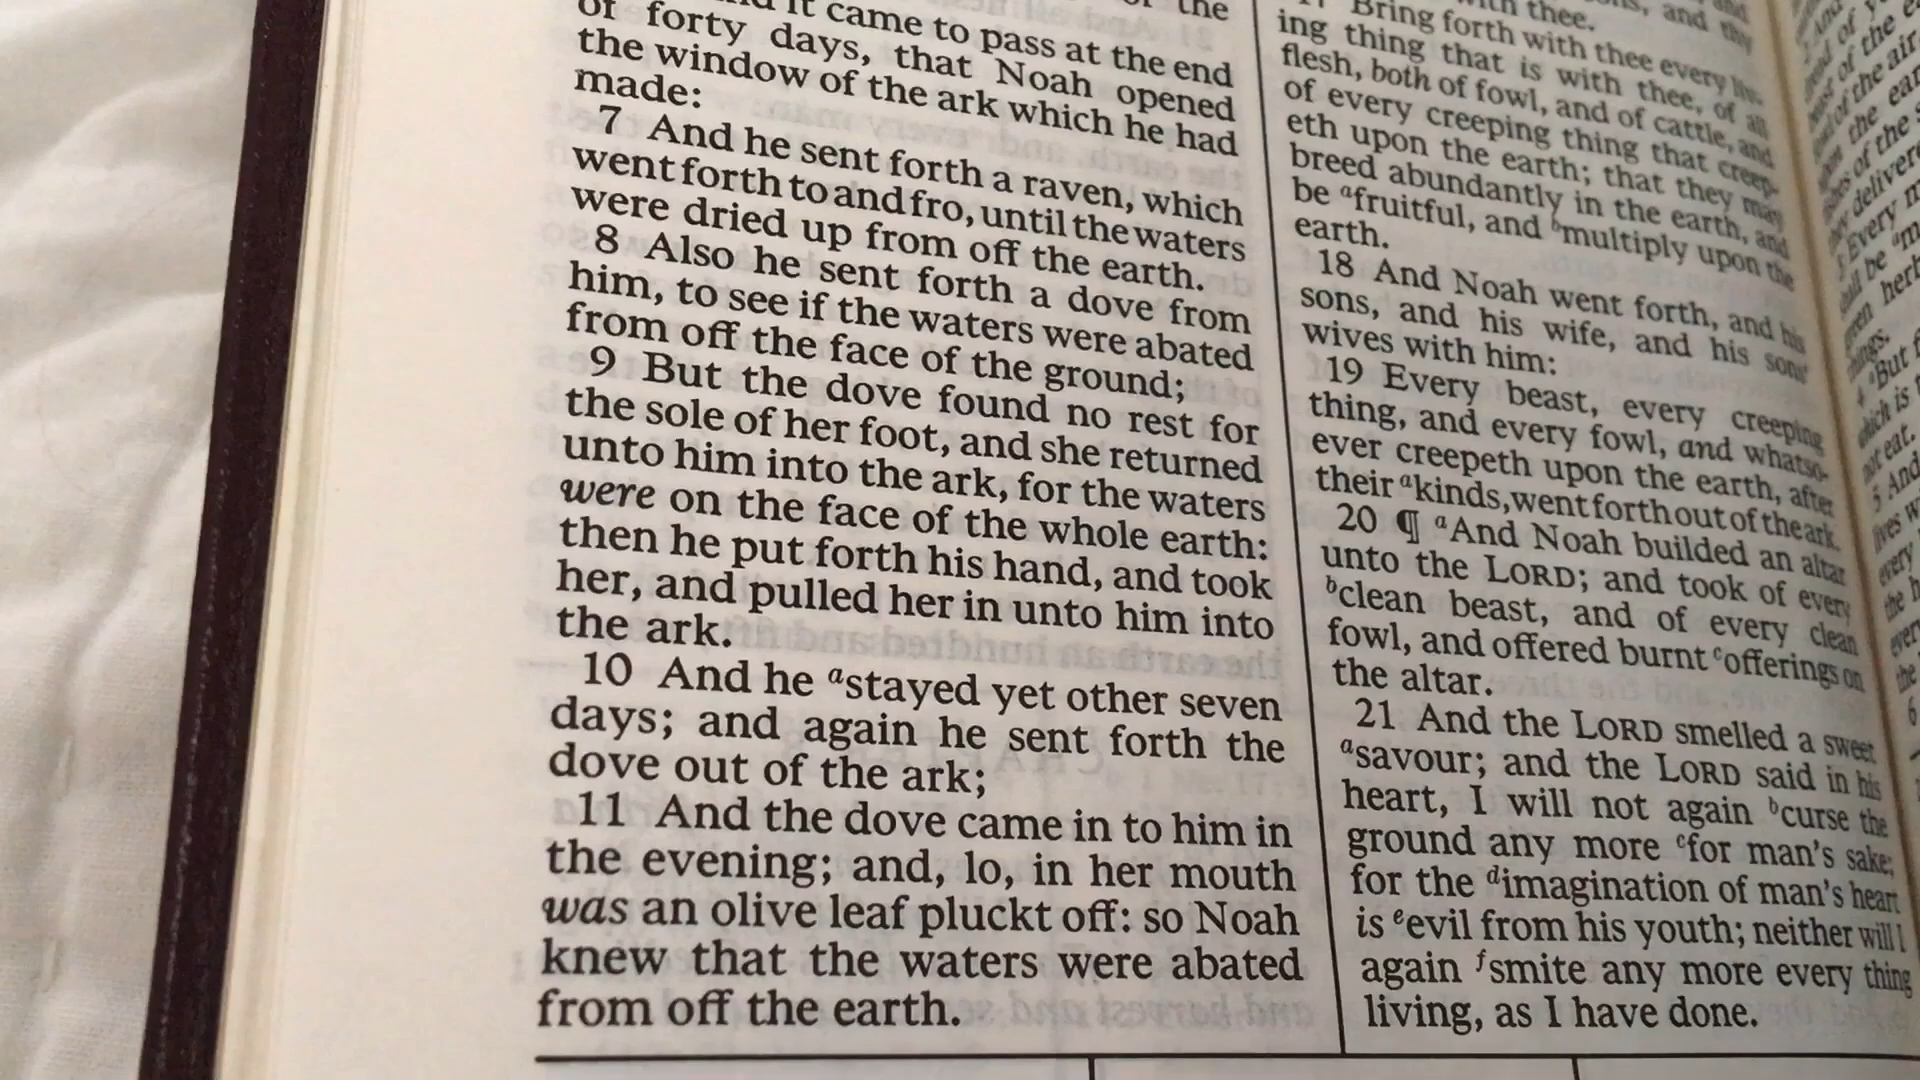 the
it came to pass at the end
of forty days, that Noah opened
the window of the ark which he had
made:
7 And he sent forth a raven, which
went forth to and fro, until the waters
were dried up from off the earth.
8 Also he sent forth a dove from
him, to see if the waters were abated
from off the face of the ground;
9 But the dove found no rest for
the sole of her foot, and she returned
unto him into the ark, for the waters
were on the face of the whole earth:
then he put forth his hand, and took
her, and pulled her in unto him into
the ark.
10 And he astayed yet other seven
days; and again he sent forth the
dove out of the ark;
11 And the dove came in to him in
the evening; and, lo, in her mouth
was an olive leaf pluckt off: so Noah
knew that the waters were abated
from off the earth.
with thee.
Bring forth with thee every liv-
ing thing that is with thee, of all
flesh, both of fowl, and of cattle, and
of every creeping thing that creep-
eth upon the earth; that they may
breed abundantly in the earth, and
be afruitful, and bmultiply upon the
earth.
18 And Noah went forth, and his
sons, and his wife, and his sons'
wives with him:
19 Every beast, every creeping
thing, and every fowl, and whatso-
ever creepeth upon the earth, after
their akinds, went forth out of the ark.
20 ¶ aAnd Noah builded an altar
unto the LORD; and took of every
bclean beast, and of every clean
fowl, and offered burnt cofferings on
the altar.
21 And the LORD smelled a sweet
asavour; and the LORD said in his
heart, I will not again bcurse the
ground any more cfor man's sake;
for the dimagination of man's heart
is eevil from his youth; neither will I
again fsmite any more every thing
living, as I have done.